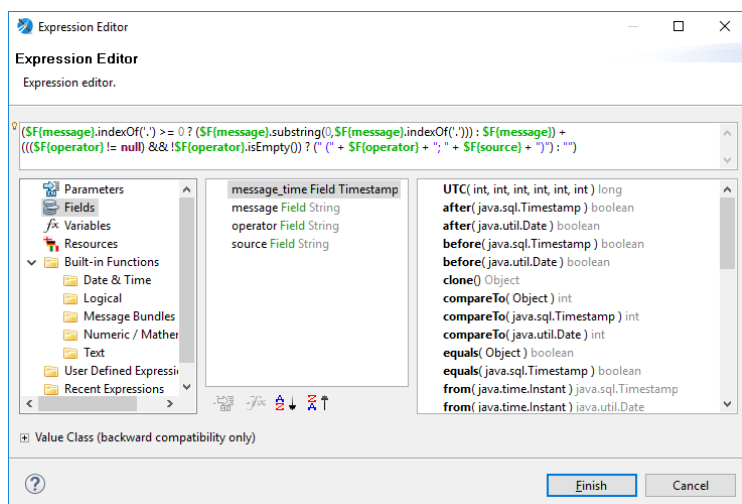 Expression Editor
Expression Editor
Expression editor.
($F{message}.indexOf('.') >= 0 ? ($F{message}.substring(0,$F{message}.indexOf('.'))) : $F{message}) +
((($F{operator} != null) && !$F{operator}.isEmpty()) ? (" (" + $F{operator} + "; " + $F{source} + ")") : "")
Parameters
Fields
fx Variables
Resources
Built-in Functions
Date & Time
Logical
Message Bundles
Numeric / Mather
Text
User Defined Expressi
Recent Expressions
message_time Field Timestamp
message Field String
operator Field String
source Field String
UTC( int, int, int, int, int, int ) long
after( java.sql.Timestamp ) boolean
after( java.util.Date ) boolean
before( java.sql.Timestamp ) boolean
before( java.util.Date ) boolean
clone() Object
compareTo( Object ) int
compareTo( java.sql.Timestamp ) int
compareTo( java.util.Date ) int
equals( Object ) boolean
equals( java.sql.Timestamp ) boolean
from( java.time.Instant ) java.sql.Timestamp
from( java.time.Instant ) java.util.Date
Value Class (backward compatibility only)
Finish
Cancel